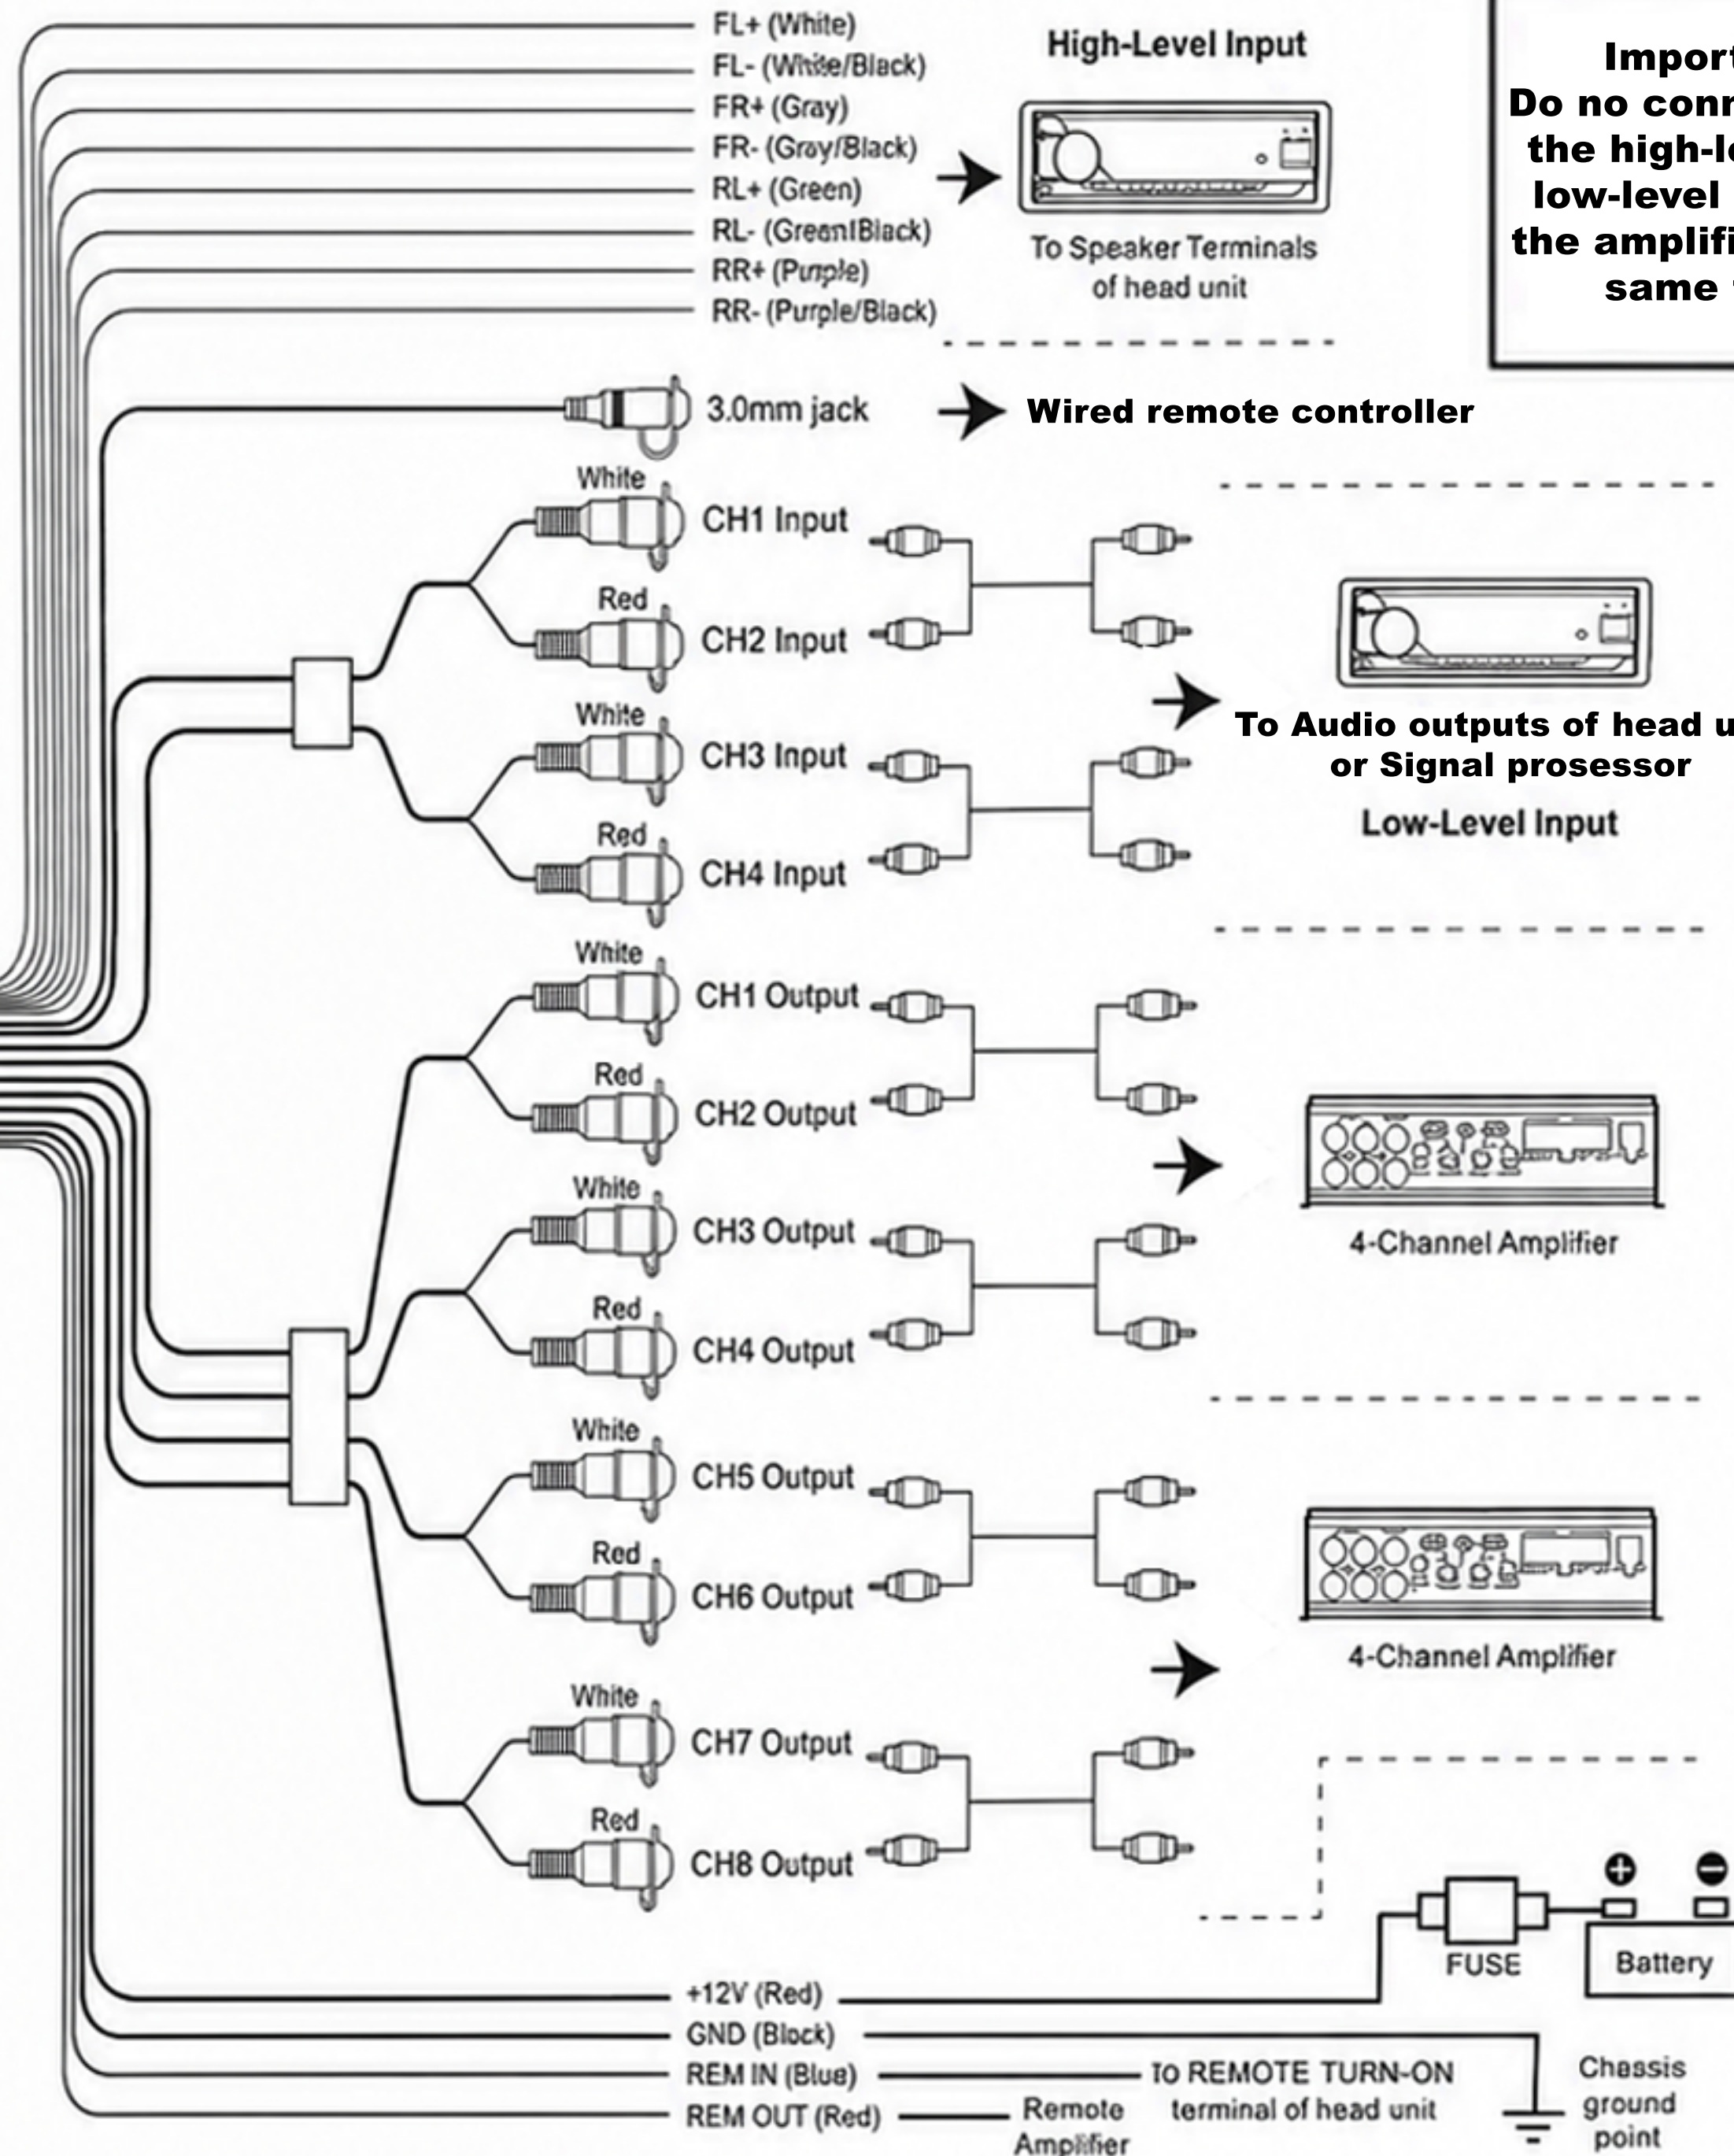 FL+ (White)
FL- (White/Black)
FR+ (Gray)
FR- (Gray/Black)
RL+ (Green)
RL- (Green/Black)
RR+ (Purple)
RR- (Purrple/Black)
High-Level Input
To Speaker Terminals
of head unit
Import
Do no conn
the high-le
low-level
the amplifi
same
3.0mm jack
Wired remote controller
White
CH1 Input
Red
CH2 Input
White
CH3 Input
Red
CH4 Input
To Audio outputs of head u
or Signal prosessor
Low-Level Input
White
CH1 Output
Red
CH2 Output
White
CH3 Output
Red
CH4 Output
4-Channel Amplifier
White
CH5 Output
Red
CH6 Output
4-Channel Amplifier
White
CH7 Output
Red
CH8 Output
FUSE
Battery
+12V (Red)
GND (Block)
REM IN (Blue)
To REMOTE TURN-ON
terminal of head unit
REM OUT (Red)
Remote
Amplifier
Chassis
ground
point